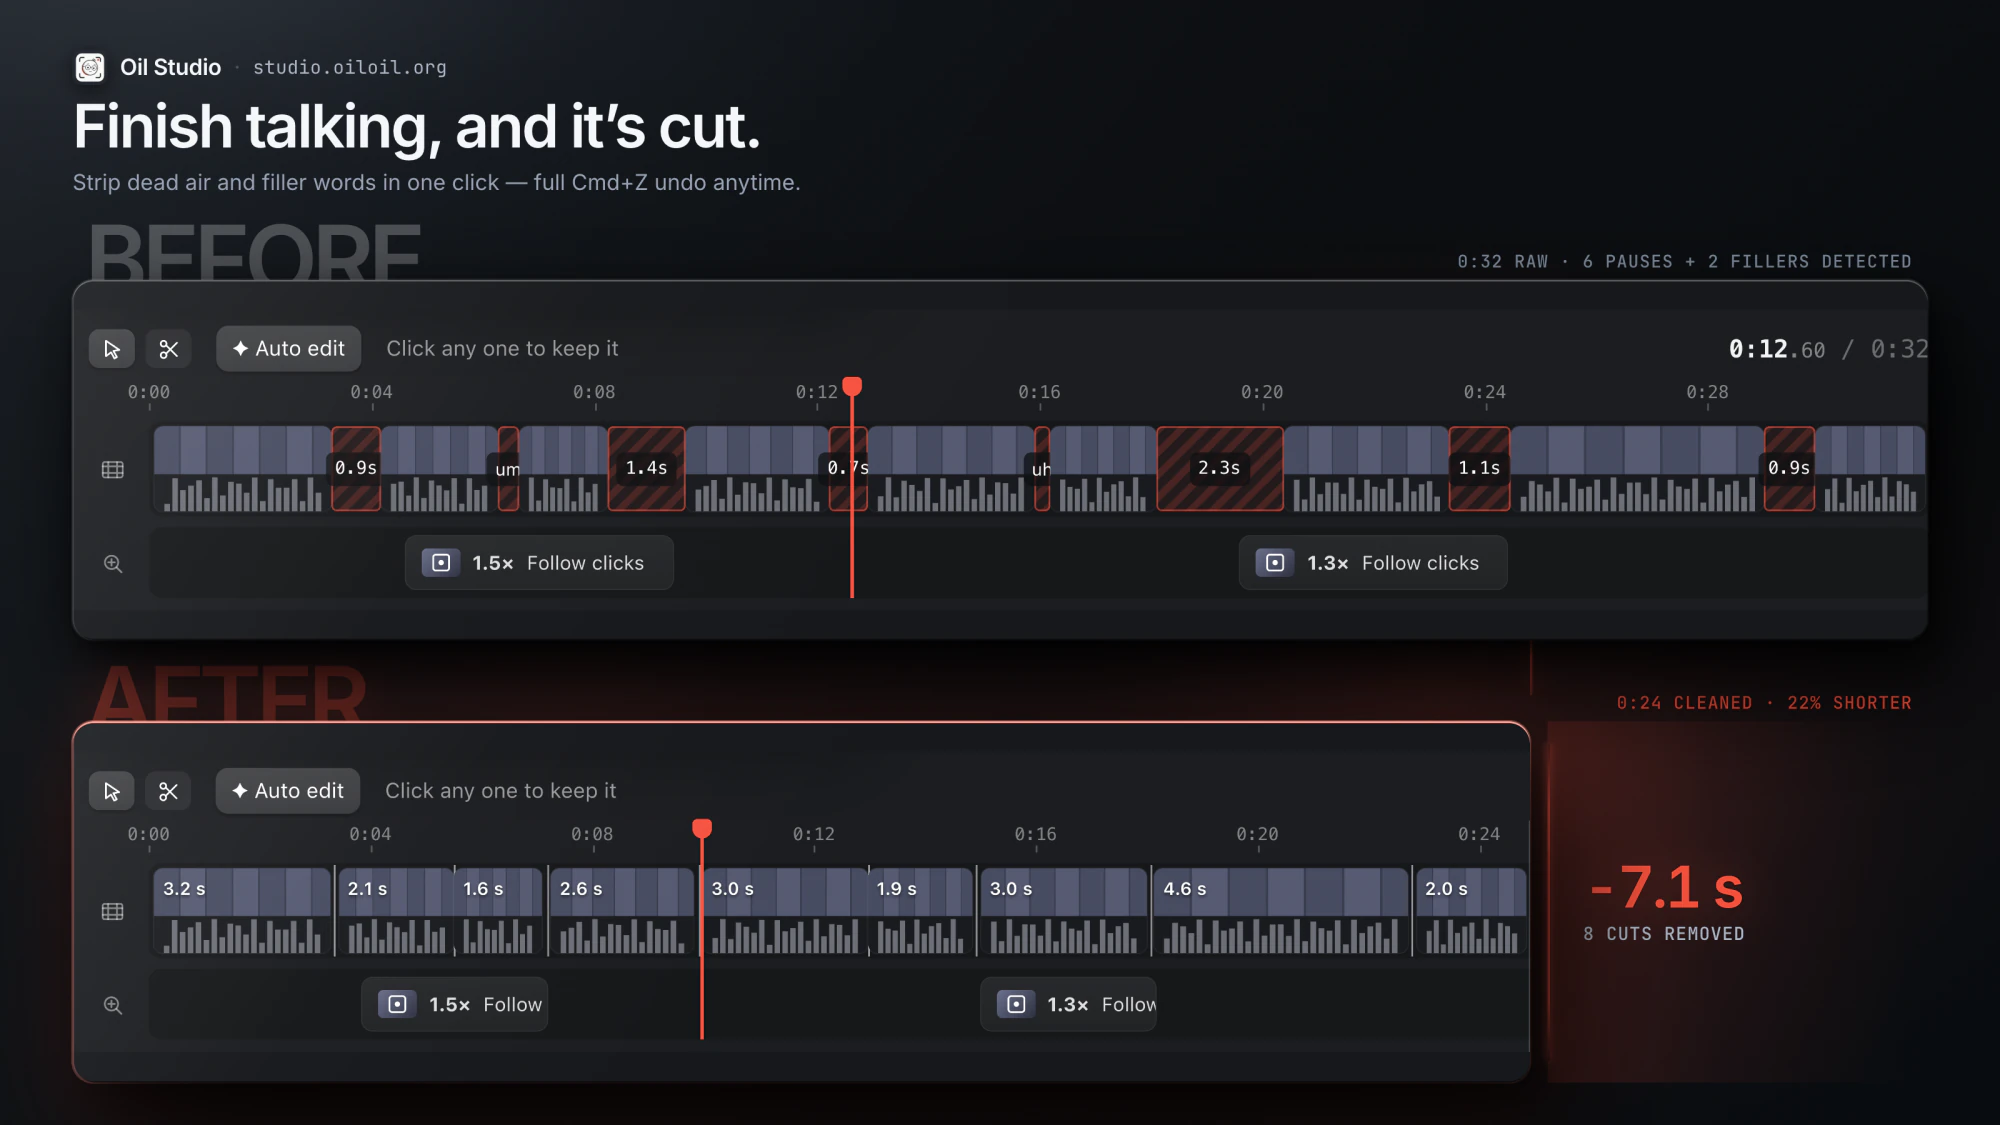 Oil Studio · studio.oiloil.org
Finish talking, and it’s cut.
Strip dead air and filler words in one click — full Cmd+Z undo anytime.
BEFORE
0:32 RAW · 6 PAUSES + 2 FILLERS DETECTED
✦ Auto edit Click any one to keep it 0:12.60 / 0:32
0:00 0:04 0:08 0:12 0:16 0:20 0:24 0:28
0.9s um 1.4s 0.7s uh 2.3s 1.1s 0.9s
1.5× Follow clicks 1.3× Follow clicks
AFTER
0:24 CLEANED · 22% SHORTER
✦ Auto edit Click any one to keep it
0:00 0:04 0:08 0:12 0:16 0:20 0:24
3.2 s 2.1 s 1.6 s 2.6 s 3.0 s 1.9 s 3.0 s 4.6 s 2.0 s
-7.1 s
8 CUTS REMOVED
1.5× Follow 1.3× Follow